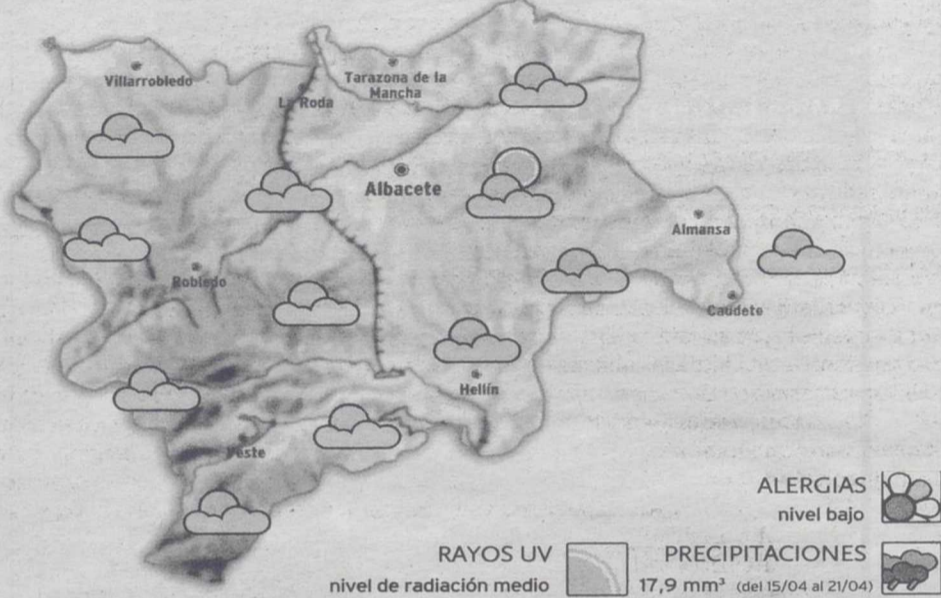 Villarrobledo
Tarazona de la
Mancha
La Roda
Albacete
Almansa
Robledo
Caudete
Hellín
Yeste
ALERGIAS
nivel bajo
RAYOS UV
nivel de radiación medio
PRECIPITACIONES
17,9 mm³ (del 15/04 al 21/04)